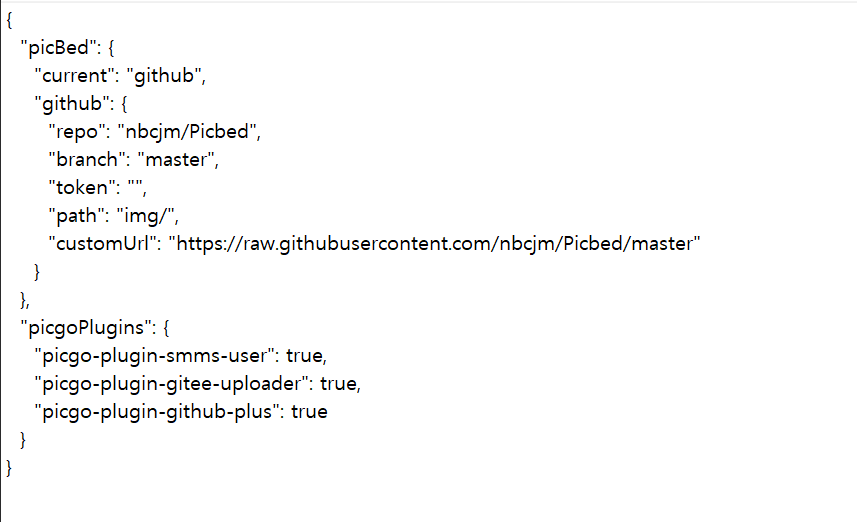 {
  "picBed": {
    "current": "github",
    "github": {
      "repo": "nbcjm/Picbed",
      "branch": "master",
      "token": "",
      "path": "img/",
      "customUrl": "https://raw.githubusercontent.com/nbcjm/Picbed/master"
    }
  },
  "picgoPlugins": {
    "picgo-plugin-smms-user": true,
    "picgo-plugin-gitee-uploader": true,
    "picgo-plugin-github-plus": true
  }
}